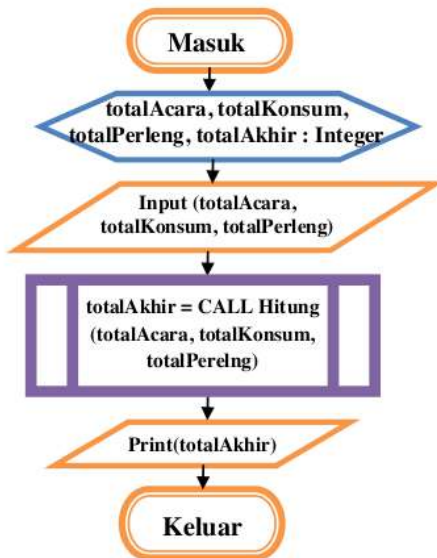 Masuk
totalAcara, totalKonsum,
totalPerleng, totalAkhir : Integer
Input (totalAcara,
totalKonsum, totalPerleng)
totalAkhir = CALL Hitung
(totalAcara, totalKonsum,
totalPerelng)
Print(totalAkhir)
Keluar